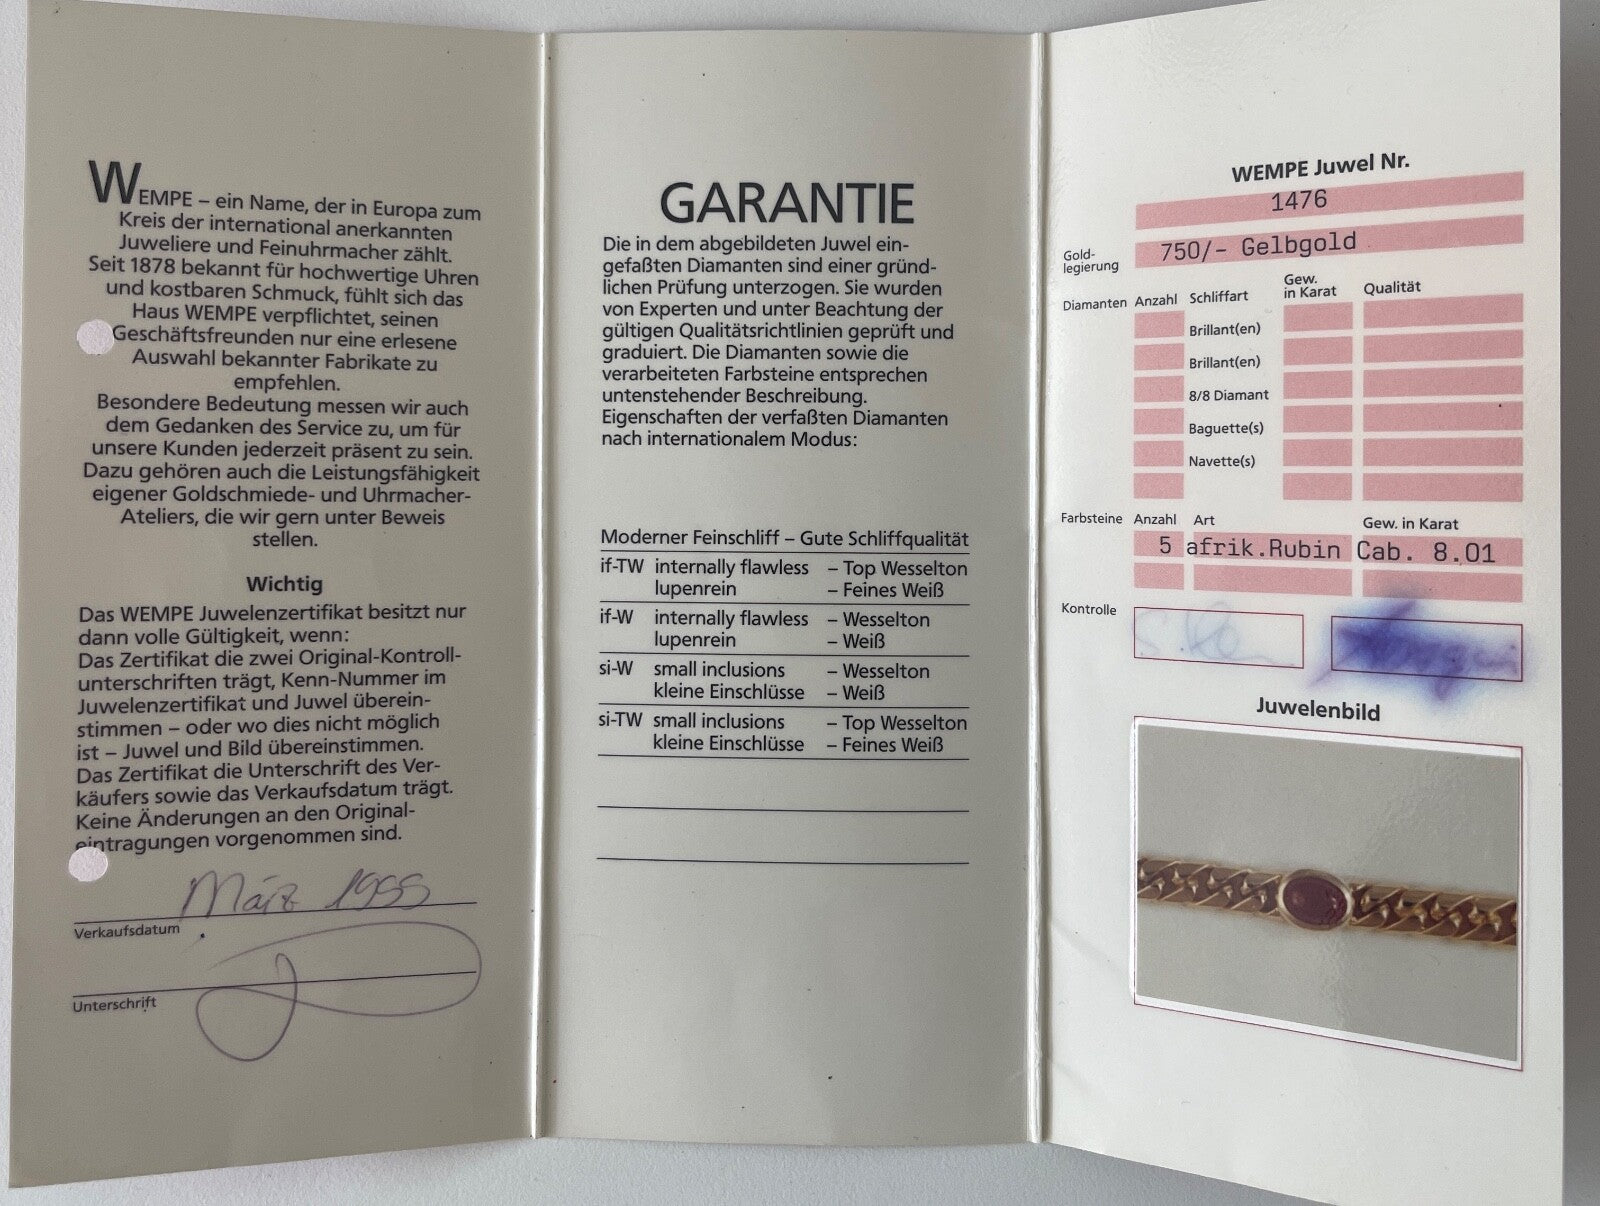 WEMPE – ein Name, der in Europa zum
Kreis der international anerkannten
Juweliere und Feinuhrmacher zählt.
Seit 1878 bekannt für hochwertige Uhren
und kostbaren Schmuck, fühlt sich das
Haus WEMPE verpflichtet, seinen
Geschäftsfreunden nur eine erlesene
Auswahl bekannter Fabrikate zu
empfehlen.
Besondere Bedeutung messen wir auch
dem Gedanken des Service zu, um für
unsere Kunden jederzeit präsent zu sein.
Dazu gehören auch die Leistungsfähigkeit
eigener Goldschmiede- und Uhrmacher-
Ateliers, die wir gern unter Beweis
stellen.
Wichtig
Das WEMPE Juwelenzertifikat besitzt nur
dann volle Gültigkeit, wenn:
Das Zertifikat die zwei Original-Kontroll-
unterschriften trägt, Kenn-Nummer im
Juwelenzertifikat und Juwel überein-
stimmen – oder wo dies nicht möglich
ist – Juwel und Bild übereinstimmen.
Das Zertifikat die Unterschrift des Ver-
käufers sowie das Verkaufsdatum trägt.
Keine Änderungen an den Original-
eintragungen vorgenommen sind.
März
Verkaufsdatum
Unterschrift
GARANTIE
Die in dem abgebildeten Juwel ein-
gefaßten Diamanten sind einer gründ-
lichen Prüfung unterzogen. Sie wurden
von Experten und unter Beachtung der
gültigen Qualitätsrichtlinien geprüft und
graduiert. Die Diamanten sowie die
verarbeiteten Farbsteine entsprechen
untenstehender Beschreibung.
Eigenschaften der verfaßten Diamanten
nach internationalem Modus:
Moderner Feinschliff – Gute Schliffqualität
if-TW internally flawless – Top Wesselton
lupenrein – Feines Weiß
if-W internally flawless – Wesselton
lupenrein – Weiß
si-W small inclusions – Wesselton
kleine Einschlüsse – Weiß
si-TW small inclusions – Top Wesselton
kleine Einschlüsse – Feines Weiß
WEMPE Juwel Nr.
1476
Gold-
legierung 750/- Gelbgold
Diamanten Anzahl Schliffart Gew. in Karat Qualität
Brillant(en)
Brillant(en)
8/8 Diamant
Baguette(s)
Navette(s)
Farbsteine Anzahl Art Gew. in Karat
5 afrik.Rubin Cab. 8.01
Kontrolle
Juwelenbild